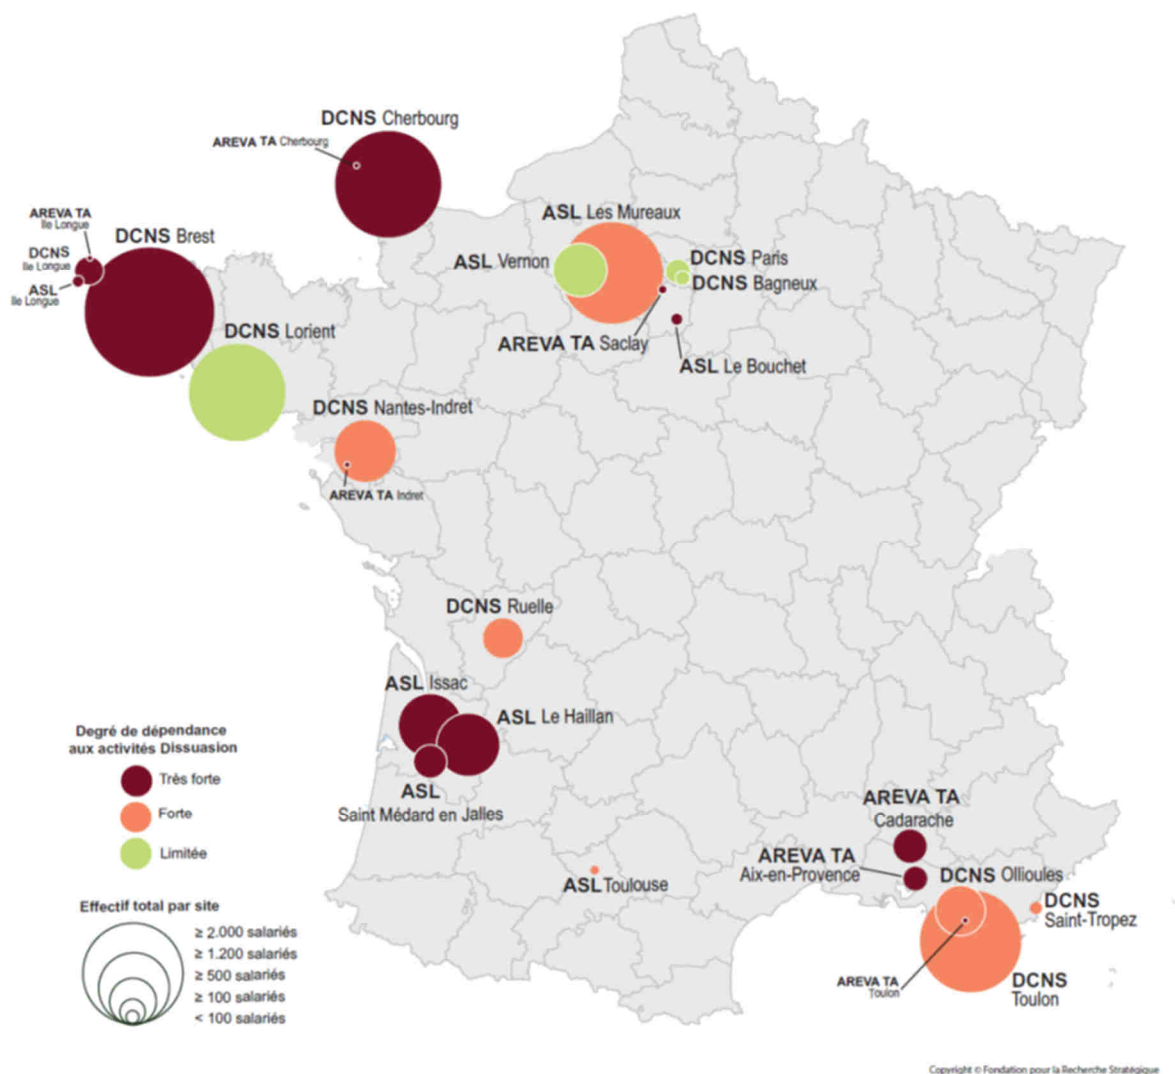 DCNS Cherbourg
AREVA TA Cherbourg
AREVA TA
Ile Longue
DCNS Brest
DCNS
Ile Longue
ASL
Ile Longue
ASL Les Mureaux
ASL Vernon
DCNS Paris
DCNS Bagneux
DCNS Lorient
AREVA TA Saclay
ASL Le Bouchet
DCNS Nantes-Indret
AREVA TA Indret
DCNS Ruelle
ASL Issac
ASL Le Haillan
ASL
Saint Médard en Jalles
AREVA TA
Cadarache
AREVA TA
Aix-en-Provence
DCNS Ollioules
ASL Toulouse
DCNS
Saint-Tropez
AREVA TA
Toulon
DCNS
Toulon
Degré de dépendance
aux activités Dissuasion
Très forte
Forte
Limitée
Effectif total par site
≥ 2.000 salariés
≥ 1.200 salariés
≥ 500 salariés
≥ 100 salariés
< 100 salariés
Copyright © Fondation pour la Recherche Stratégique